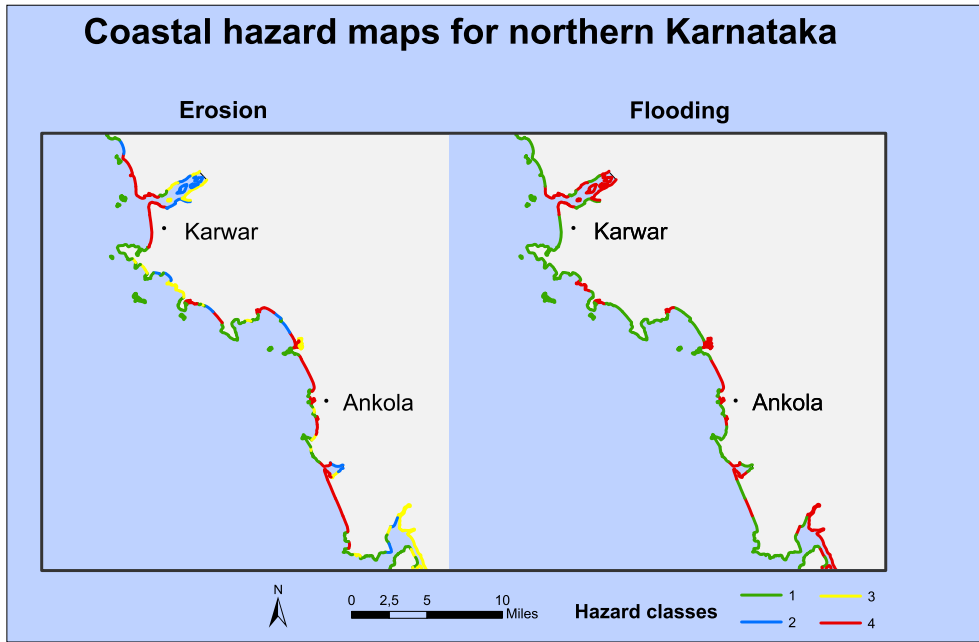 Coastal hazard maps for northern Karnataka
Erosion
Flooding
Karwar
Karwar
Ankola
Ankola
N
0 2,5 5 10
Miles
Hazard classes
1
3
2
4